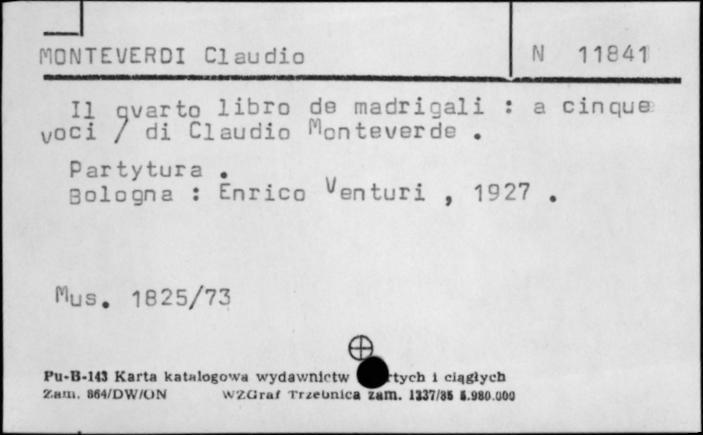 MONTEVERDI Claudio N 11841
Il qvarto libro de madrigali : a cinque
voci / di Claudio Monteverde .
Partytura .
Bologna : Enrico Venturi , 1927 .
Mus. 1825/73
Pu-B-143 Karta katalogowa wydawnictw rtych i ciągłych
Zam. 864/DW/ON WZGraf Trzebnica zam. 1337/85 5.980.000